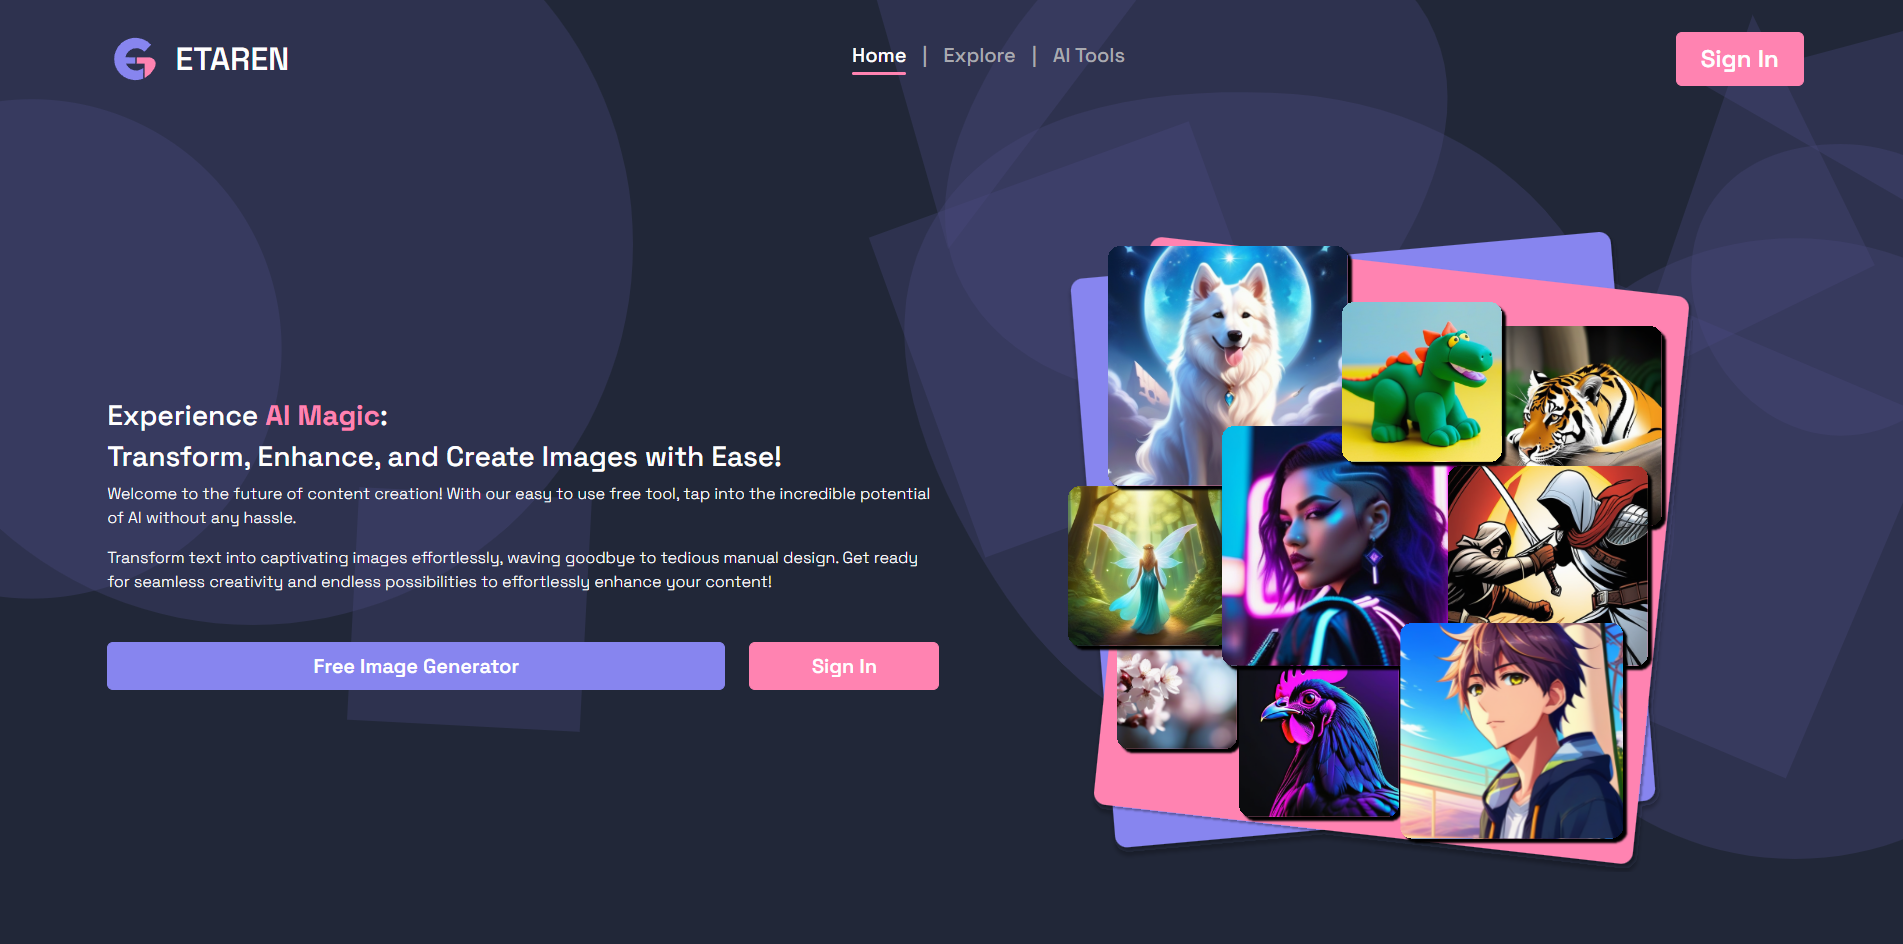 ETAREN
Home | Explore | AI Tools
Sign In
Experience AI Magic:
Transform, Enhance, and Create Images with Ease!
Welcome to the future of content creation! With our easy to use free tool, tap into the incredible potential
of AI without any hassle.
Transform text into captivating images effortlessly, waving goodbye to tedious manual design. Get ready
for seamless creativity and endless possibilities to effortlessly enhance your content!
Free Image Generator
Sign In